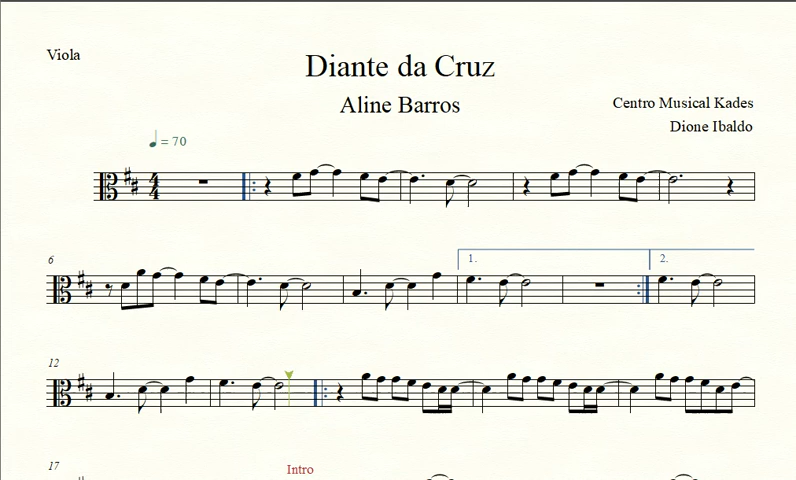 Viola
Diante da Cruz
Aline Barros
Centro Musical Kades
Dione Ibaldo
= 70
4
4
6
1.
2.
12
17
Intro